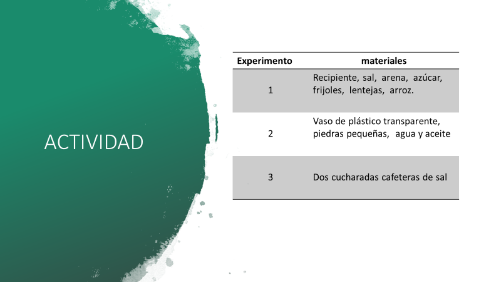 ACTIVIDAD
Experimento materiales
1 Recipiente, sal, arena, azúcar,
frijoles, lentejas, arroz.
2 Vaso de plástico transparente,
piedras pequeñas, agua y aceite
3 Dos cucharadas cafeteras de sal